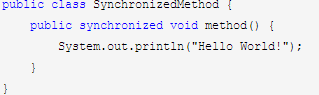 public class SynchronizedMethod {
    public synchronized void method() {
        System.out.println("Hello World!");
    }
}